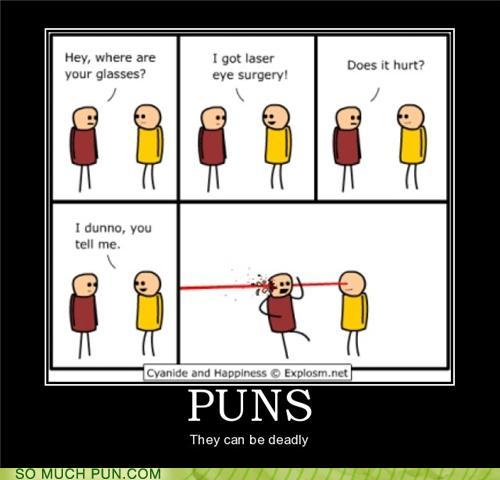 Hey, where are
your glasses?
I got laser
eye surgery!
Does it hurt?
I dunno, you
tell me.
Cyanide and Happiness © Explosm.net
PUNS
They can be deadly
SO MUCH PUN.COM